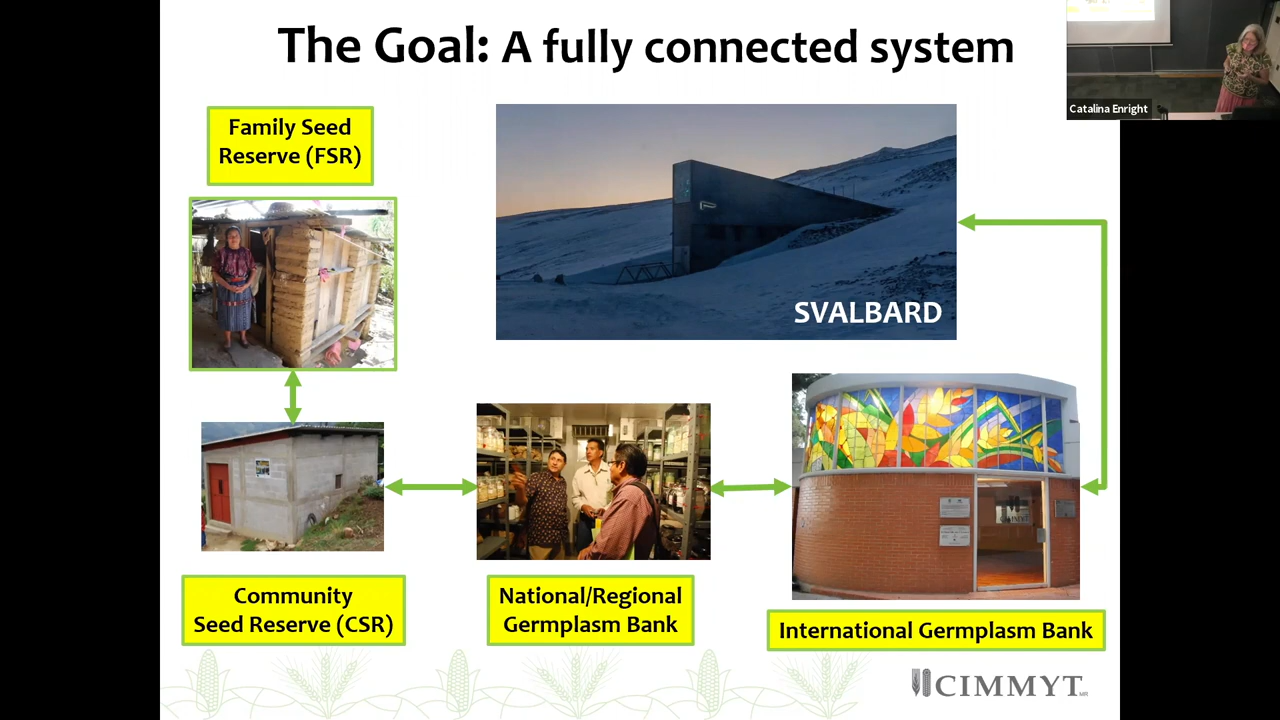 The Goal: A fully connected system
Catalina Enright
Family Seed
Reserve (FSR)
SVALBARD
Community
Seed Reserve (CSR)
National/Regional
Germplasm Bank
International Germplasm Bank
CIMMYT
MR